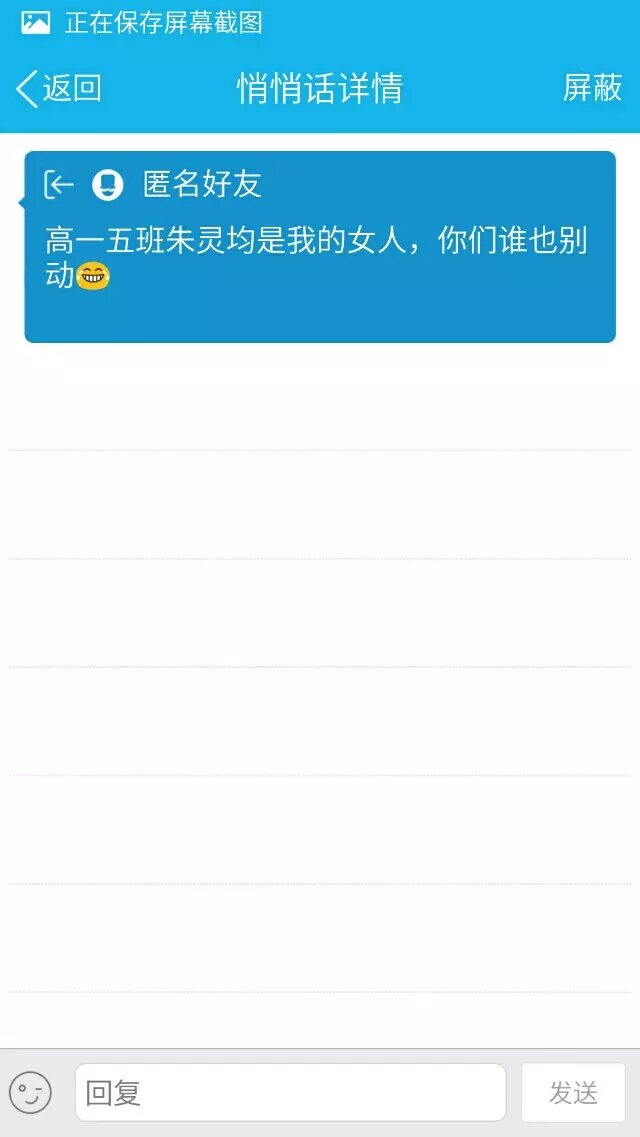 正在保存屏幕截图
返回 悄悄话详情 屏蔽
匿名好友
高一五班朱灵均是我的女人，你们谁也别
动😂
回复 发送